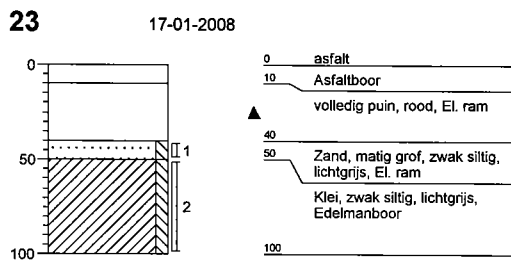 23
17-01-2008
0
50
100
1
2
0 asfalt
10 Asfaltboor
volledig puin, rood, El. ram
40
50 Zand, matig grof, zwak siltig,
lichtgrijs, El. ram
Klei, zwak siltig, lichtgrijs,
Edelmanboor
100